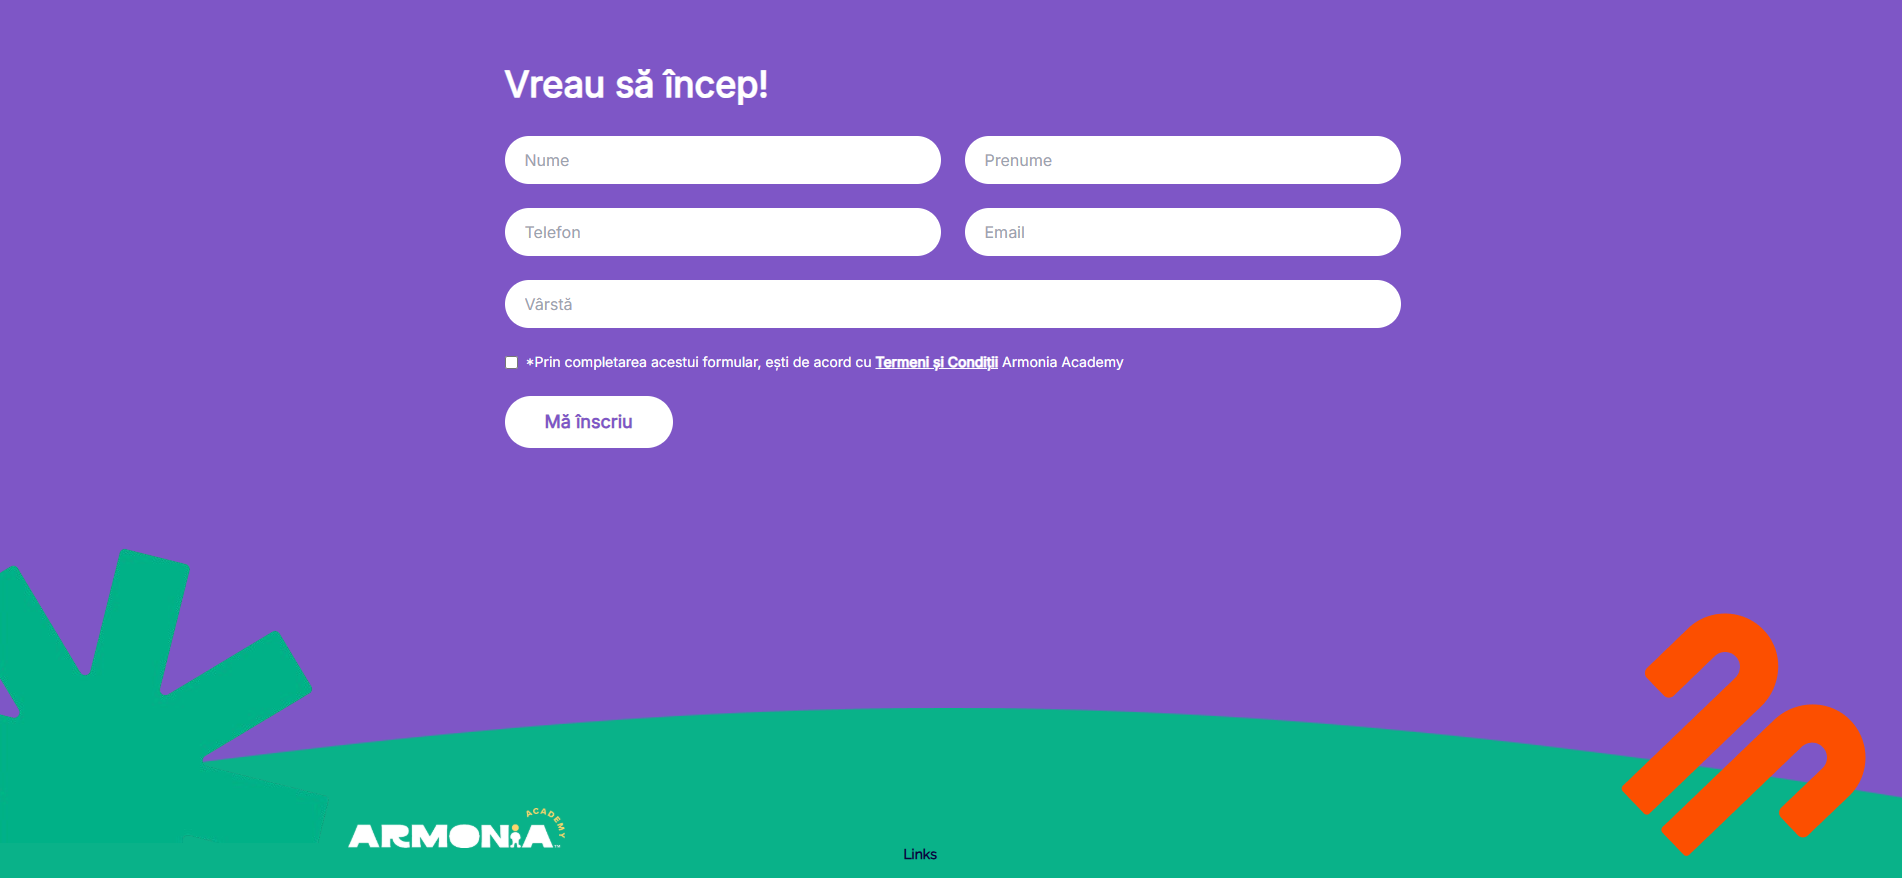 Vreau să încep!
Nume
Prenume
Telefon
Email
Vârstă
*Prin completarea acestui formular, ești de acord cu Termeni și Condiții Armonia Academy
Mă înscriu
ACADEMY
ARMONiA™
Links